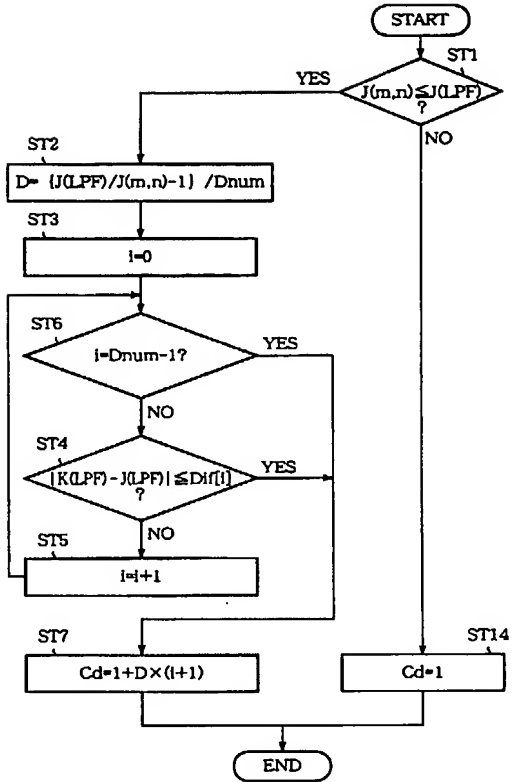 START
ST1
YES
J(m,n)≦J(LPF)
?
NO
ST2
D= {J(LPF)/J(m,n)-1} /Dnum
ST3
i=0
ST6
i=Dnum-1?
YES
NO
ST4
|K(LPF)-J(LPF)|≦Dif[i]
?
YES
NO
ST5
i=i+1
ST7
Cd=1+D×(i+1)
ST14
Cd=1
END